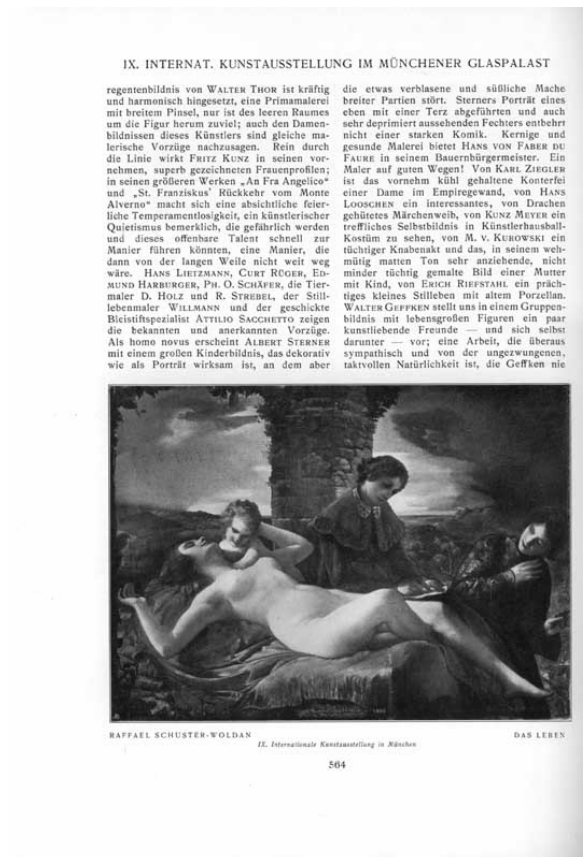 IX. INTERNAT. KUNSTAUSSTELLUNG IM MÜNCHENER GLASPALAST
regentenbildnis von WALTER THOR ist kräftig
und harmonisch hingesetzt, eine Primamalerei
mit breitem Pinsel, nur ist des leeren Raumes
um die Figur herum zuviel; auch den Damen-
bildnissen dieses Künstlers sind gleiche ma-
lerische Vorzüge nachzusagen. Rein durch
die Linie wirkt FRITZ KUNZ in seinen vor-
nehmen, superb gezeichneten Frauenprofilen;
in seinen größeren Werken „An Fra Angelico“
und „St. Franziskus' Rückkehr vom Monte
Alverno“ macht sich eine absichtliche feier-
liche Temperamentlosigkeit, ein künstlerischer
Quietismus bemerklich, die gefährlich werden
und dieses offenbare Talent schnell zur
Manier führen könnten, eine Manier, die
dann von der langen Weile nicht weit weg
wäre. HANS LIETZMANN, CURT RÜGER, ED-
MUND HARBURGER, PH. O. SCHÄFER, die Tier-
maler D. HOLZ und R. STREBEL, der Still-
lebenmaler WILLMANN und der geschickte
Bleistiftspezialist ATTILIO SACCHETTO zeigen
die bekannten und anerkannten Vorzüge.
Als homo novus erscheint ALBERT STERNER
mit einem großen Kinderbildnis, das dekorativ
wie als Porträt wirksam ist, an dem aber
die etwas verblasene und süßliche Mache
breiter Partien stört. Sterners Porträt eines
eben mit einer Terz abgeführten und auch
sehr deprimiert aussehenden Fechters entbehrt
nicht einer starken Komik. Kernige und
gesunde Malerei bietet HANS VON FABER DU
FAURE in seinem Bauernbürgermeister. Ein
Maler auf guten Wegen! Von KARL ZIEGLER
ist das vornehm kühl gehaltene Konterfei
einer Dame im Empiregewand, von HANS
LOOSCHEN ein interessantes, von Drachen
gehütetes Märchenweib, von KUNZ MEYER ein
treffliches Selbstbildnis in Künstlerhausball-
Kostüm zu sehen, von M. V. KUROWSKI ein
tüchtiger Knabenakt und das, in seinem weh-
mütig matten Ton sehr anziehende, nicht
minder tüchtig gemalte Bild einer Mutter
mit Kind, von ERICH RIEFSTAHL ein präch-
tiges kleines Stilleben mit altem Porzellan.
WALTER GEFFKEN stellt uns in einem Gruppen-
bildnis mit lebensgroßen Figuren ein paar
kunstliebende Freunde — und sich selbst
darunter — vor; eine Arbeit, die überaus
sympathisch und von der ungezwungenen,
taktvollen Natürlichkeit ist, die Geffken nie
RAFFAEL SCHUSTER-WOLDAN
DAS LEBEN
IX. Internationale Kunstausstellung in München
564